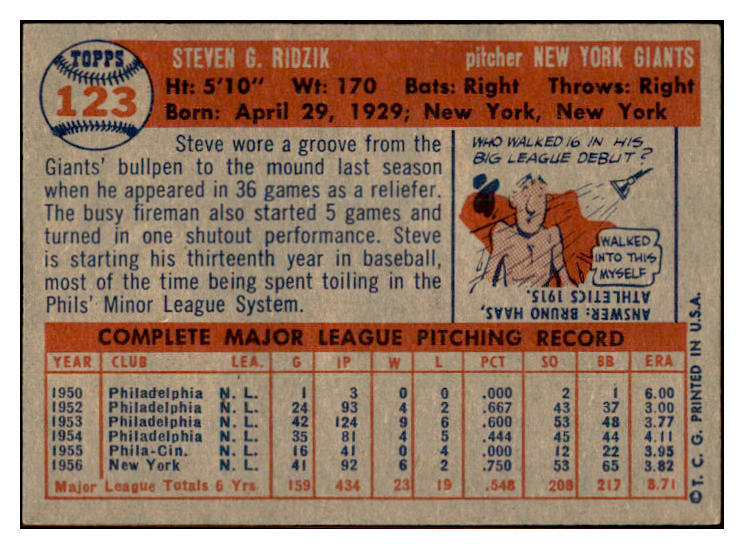 TOPPS
123
STEVEN G. RIDZIK
pitcher NEW YORK GIANTS
Ht: 5'10" Wt: 170 Bats: Right Throws: Right
Born: April 29, 1929; New York, New York
Steve wore a groove from the
Giants' bullpen to the mound last season
when he appeared in 36 games as a reliefer.
The busy fireman also started 5 games and
turned in one shutout performance. Steve
is starting his thirteenth year in baseball,
most of the time being spent toiling in the
Phils' Minor League System.
WHO WALKED 16 IN HIS
BIG LEAGUE DEBUT?
I WALKED
INTO THIS
MYSELF
ANSWER: BRUNO HAAS,
ATHLETICS 1915.
COMPLETE MAJOR LEAGUE PITCHING RECORD
YEAR CLUB LEA. G IP W L PCT SO BB ERA
1950 Philadelphia N. L. 1 3 0 0 .000 2 1 6.00
1952 Philadelphia N. L. 24 93 4 2 .667 43 37 3.00
1953 Philadelphia N. L. 42 124 9 6 .600 53 48 3.77
1954 Philadelphia N. L. 35 81 4 5 .444 45 44 4.11
1955 Phila-Cin. N. L. 16 41 0 4 .000 12 22 3.95
1956 New York N. L. 41 92 6 2 .750 53 65 3.82
Major League Totals 6 Yrs. 159 434 23 19 .548 208 217 3.71
©T. C. G. PRINTED IN U.S.A.